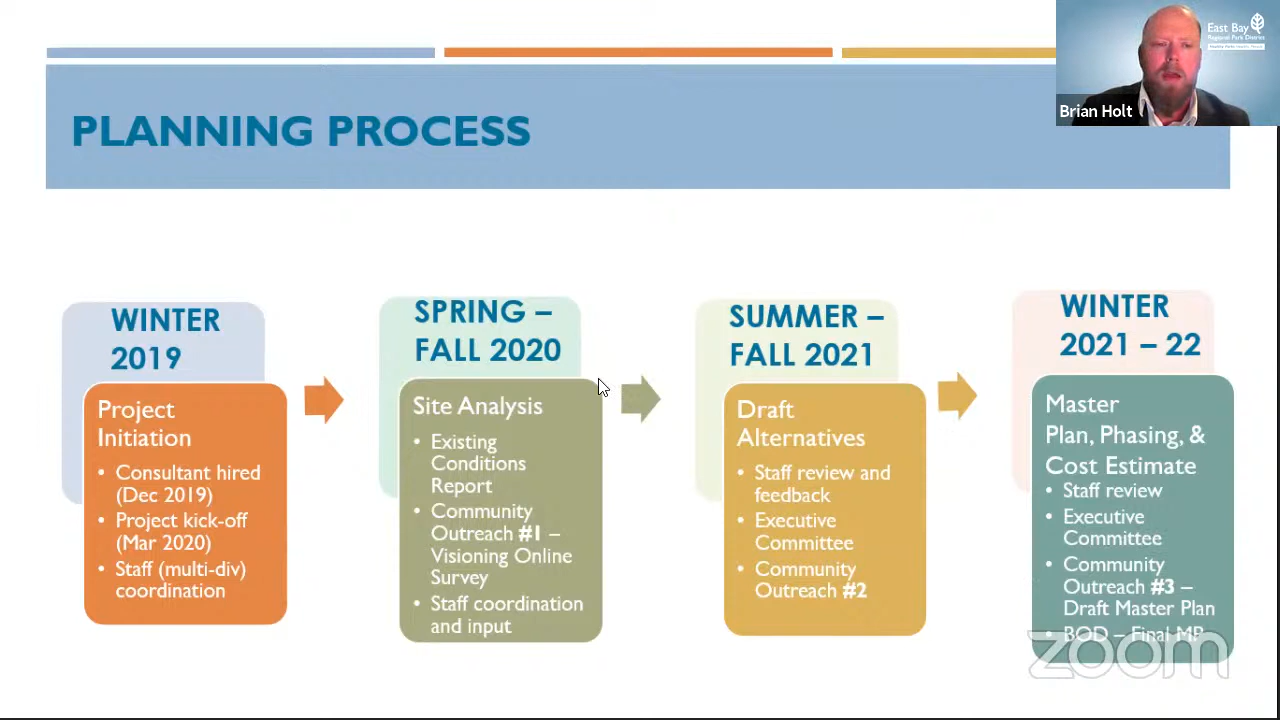 East Bay
Regional Park District
Brian Holt
PLANNING PROCESS
WINTER
2019
Project
Initiation
• Consultant hired
(Dec 2019)
• Project kick-off
(Mar 2020)
• Staff (multi-div)
coordination
SPRING –
FALL 2020
Site Analysis
• Existing
Conditions
Report
• Community
Outreach #1 –
Visioning Online
Survey
• Staff coordination
and input
SUMMER –
FALL 2021
Draft
Alternatives
• Staff review and
feedback
• Executive
Committee
• Community
Outreach #2
WINTER
2021 – 22
Master
Plan, Phasing, &
Cost Estimate
• Staff review
• Executive
Committee
• Community
Outreach #3 –
Draft Master Plan
• BOD – Final MP
zoom